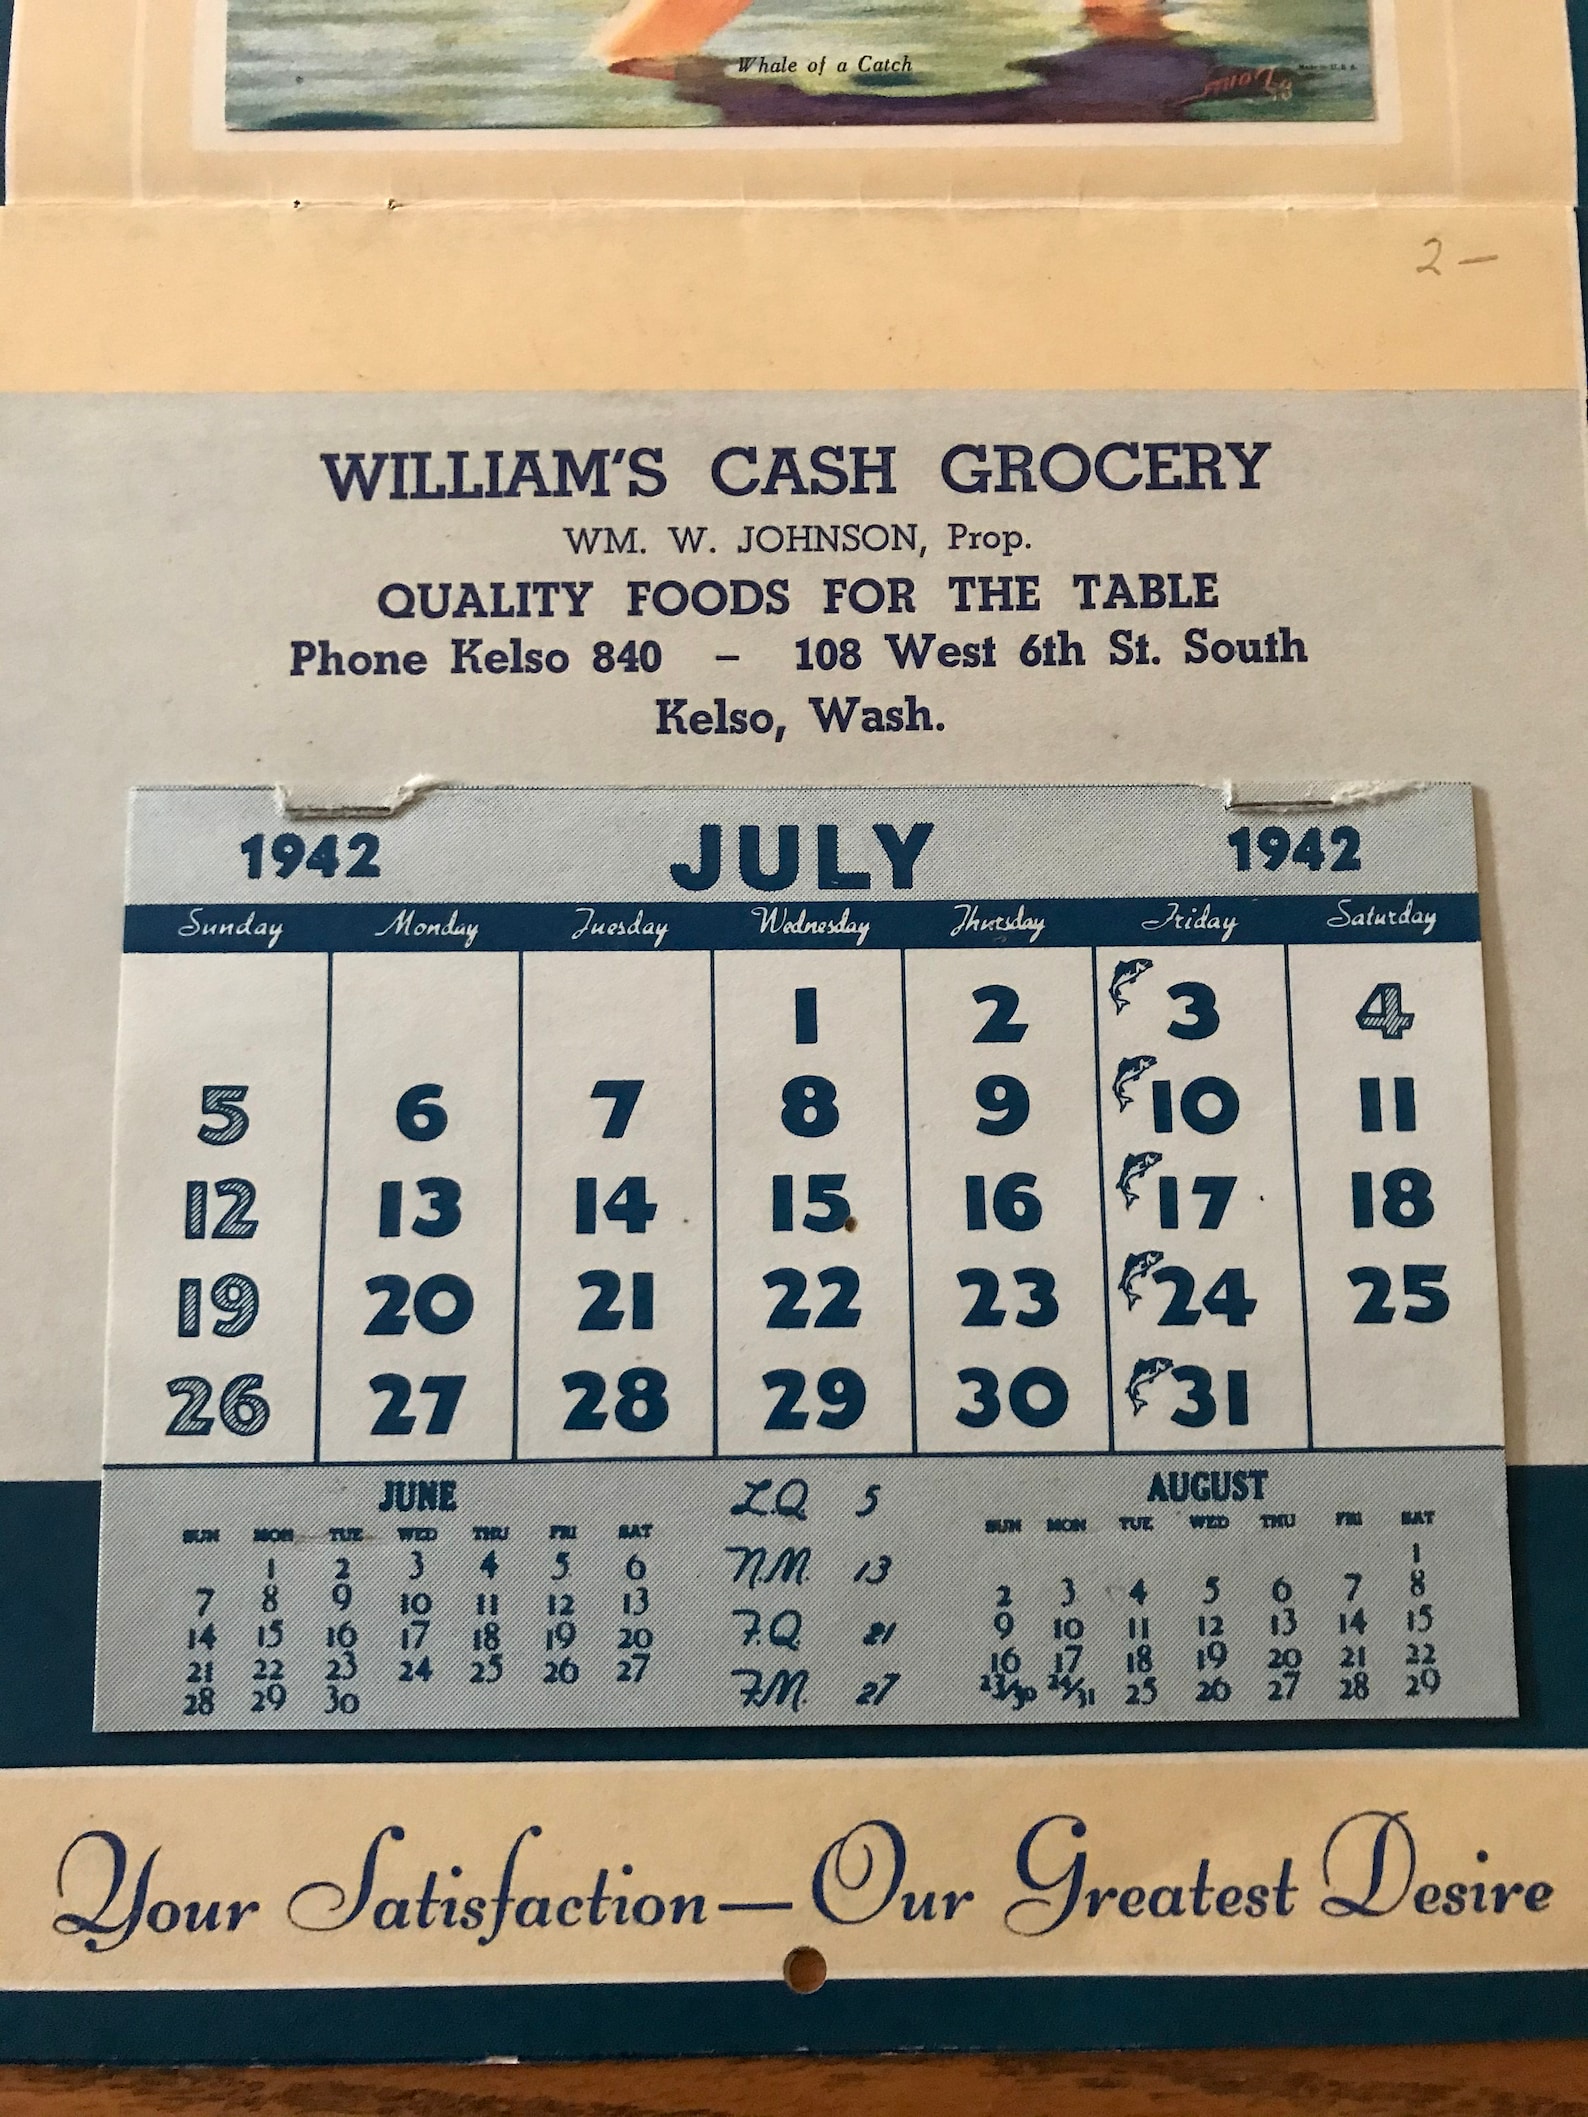 Whale of a Catch
2 –
WILLIAM'S CASH GROCERY
WM. W. JOHNSON, Prop.
QUALITY FOODS FOR THE TABLE
Phone Kelso 840 – 108 West 6th St. South
Kelso, Wash.
1942 JULY 1942
Sunday Monday Tuesday Wednesday Thursday Friday Saturday
1 2 3 4
5 6 7 8 9 10 11
12 13 14 15 16 17 18
19 20 21 22 23 24 25
26 27 28 29 30 31
JUNE
SUN MON TUE WED THU FRI SAT
1 2 3 4 5 6
7 8 9 10 11 12 13
14 15 16 17 18 19 20
21 22 23 24 25 26 27
28 29 30
L.Q. 5
N.M. 13
F.Q. 21
F.M. 27
AUGUST
SUN MON TUE WED THU FRI SAT
1
2 3 4 5 6 7 8
9 10 11 12 13 14 15
16 17 18 19 20 21 22
23/30 24/31 25 26 27 28 29
Your Satisfaction — Our Greatest Desire